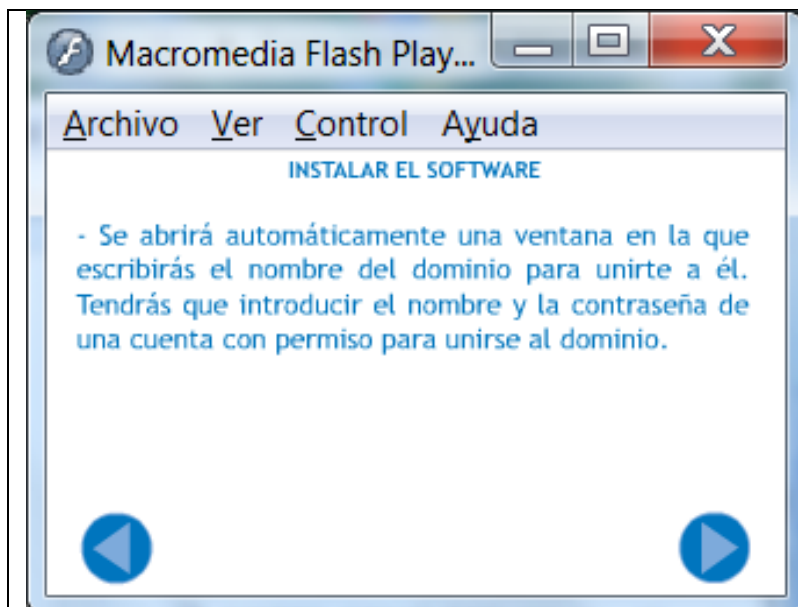 Macromedia Flash Play...
Archivo Ver Control Ayuda
INSTALAR EL SOFTWARE
- Se abrirá automáticamente una ventana en la que
escribirás el nombre del dominio para unirte a él.
Tendrás que introducir el nombre y la contraseña de
una cuenta con permiso para unirse al dominio.